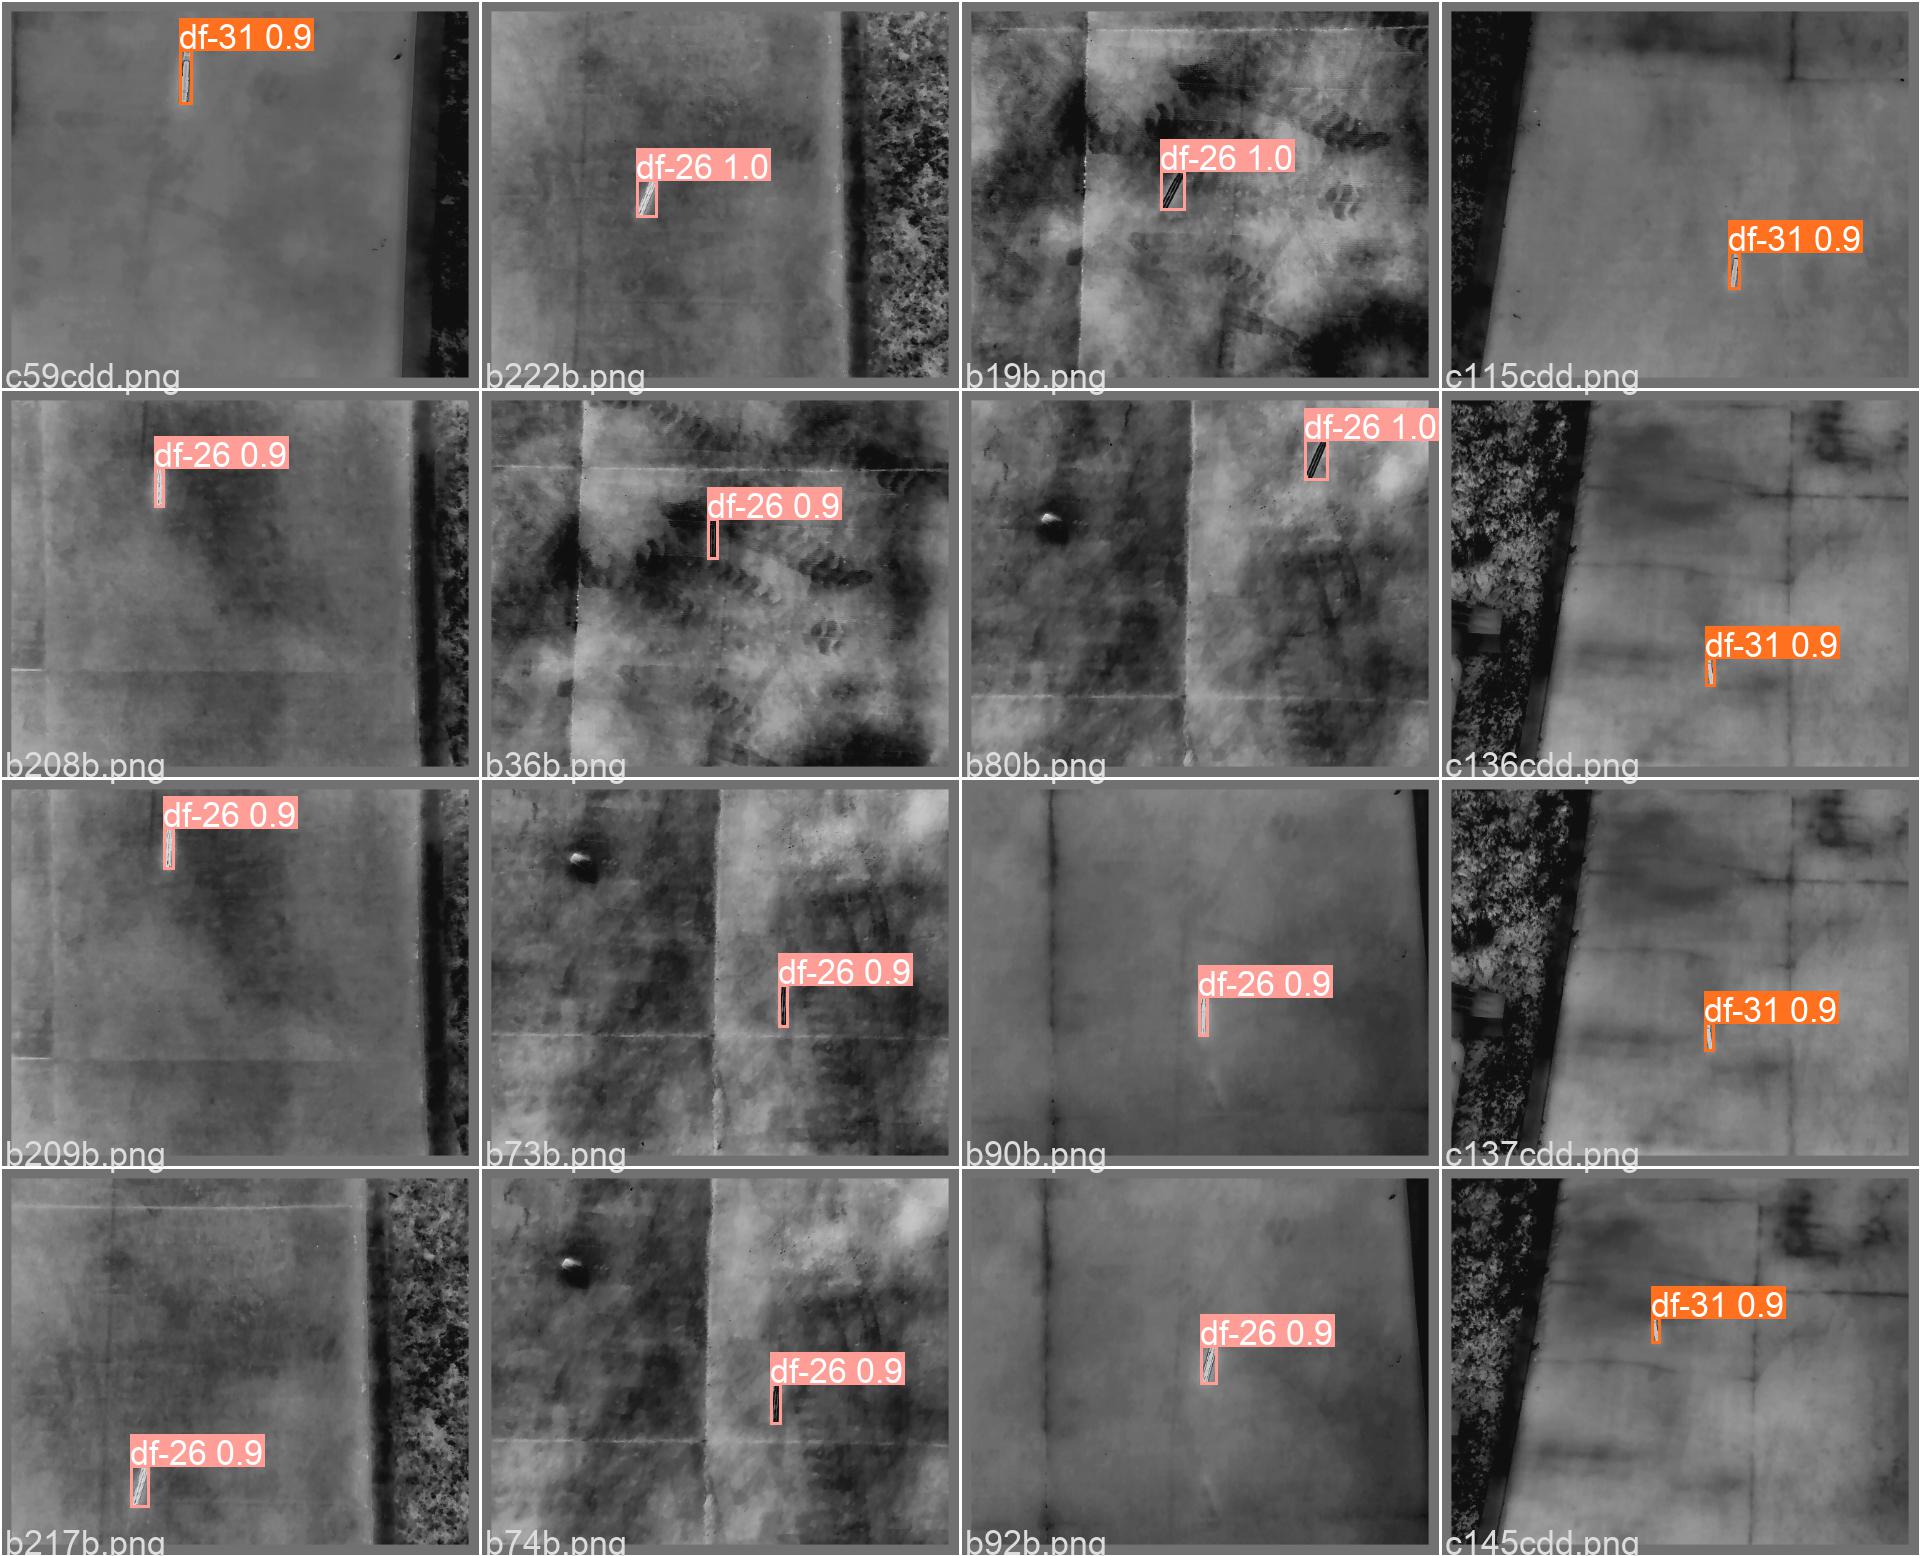 df-31 0.9
c59cdd.png
df-26 1.0
b222b.png
df-26 1.0
b19b.png
df-31 0.9
c115cdd.png
df-26 0.9
b208b.png
df-26 0.9
b36b.png
df-26 1.0
b80b.png
df-31 0.9
c136cdd.png
df-26 0.9
b209b.png
df-26 0.9
b73b.png
df-26 0.9
b90b.png
df-31 0.9
c137cdd.png
df-26 0.9
b217b.png
df-26 0.9
b74b.png
df-26 0.9
b92b.png
df-31 0.9
c145cdd.png